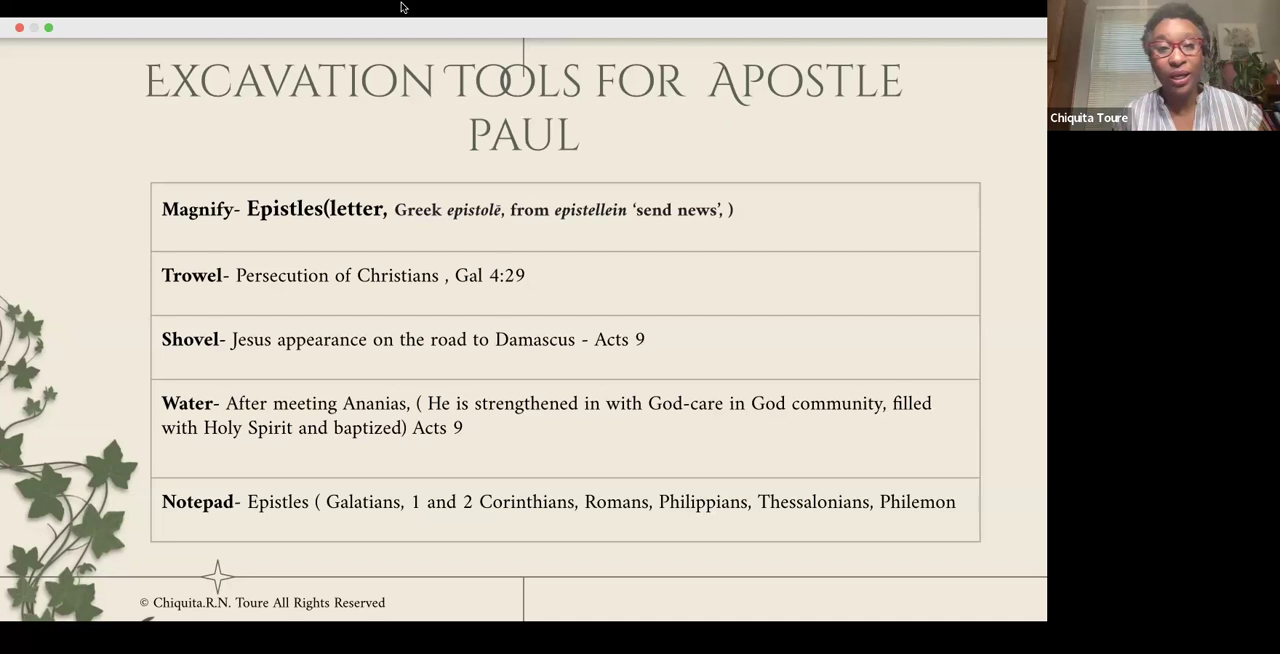 EXCAVATION TOOLS FOR APOSTLE
PAUL
Chiquita Toure
Magnify- Epistles(letter, Greek epistolē, from epistellein ‘send news’, )
Trowel- Persecution of Christians , Gal 4:29
Shovel- Jesus appearance on the road to Damascus - Acts 9
Water- After meeting Ananias, ( He is strengthened in with God-care in God community, filled
with Holy Spirit and baptized) Acts 9
Notepad- Epistles ( Galatians, 1 and 2 Corinthians, Romans, Philippians, Thessalonians, Philemon
© Chiquita.R.N. Toure All Rights Reserved